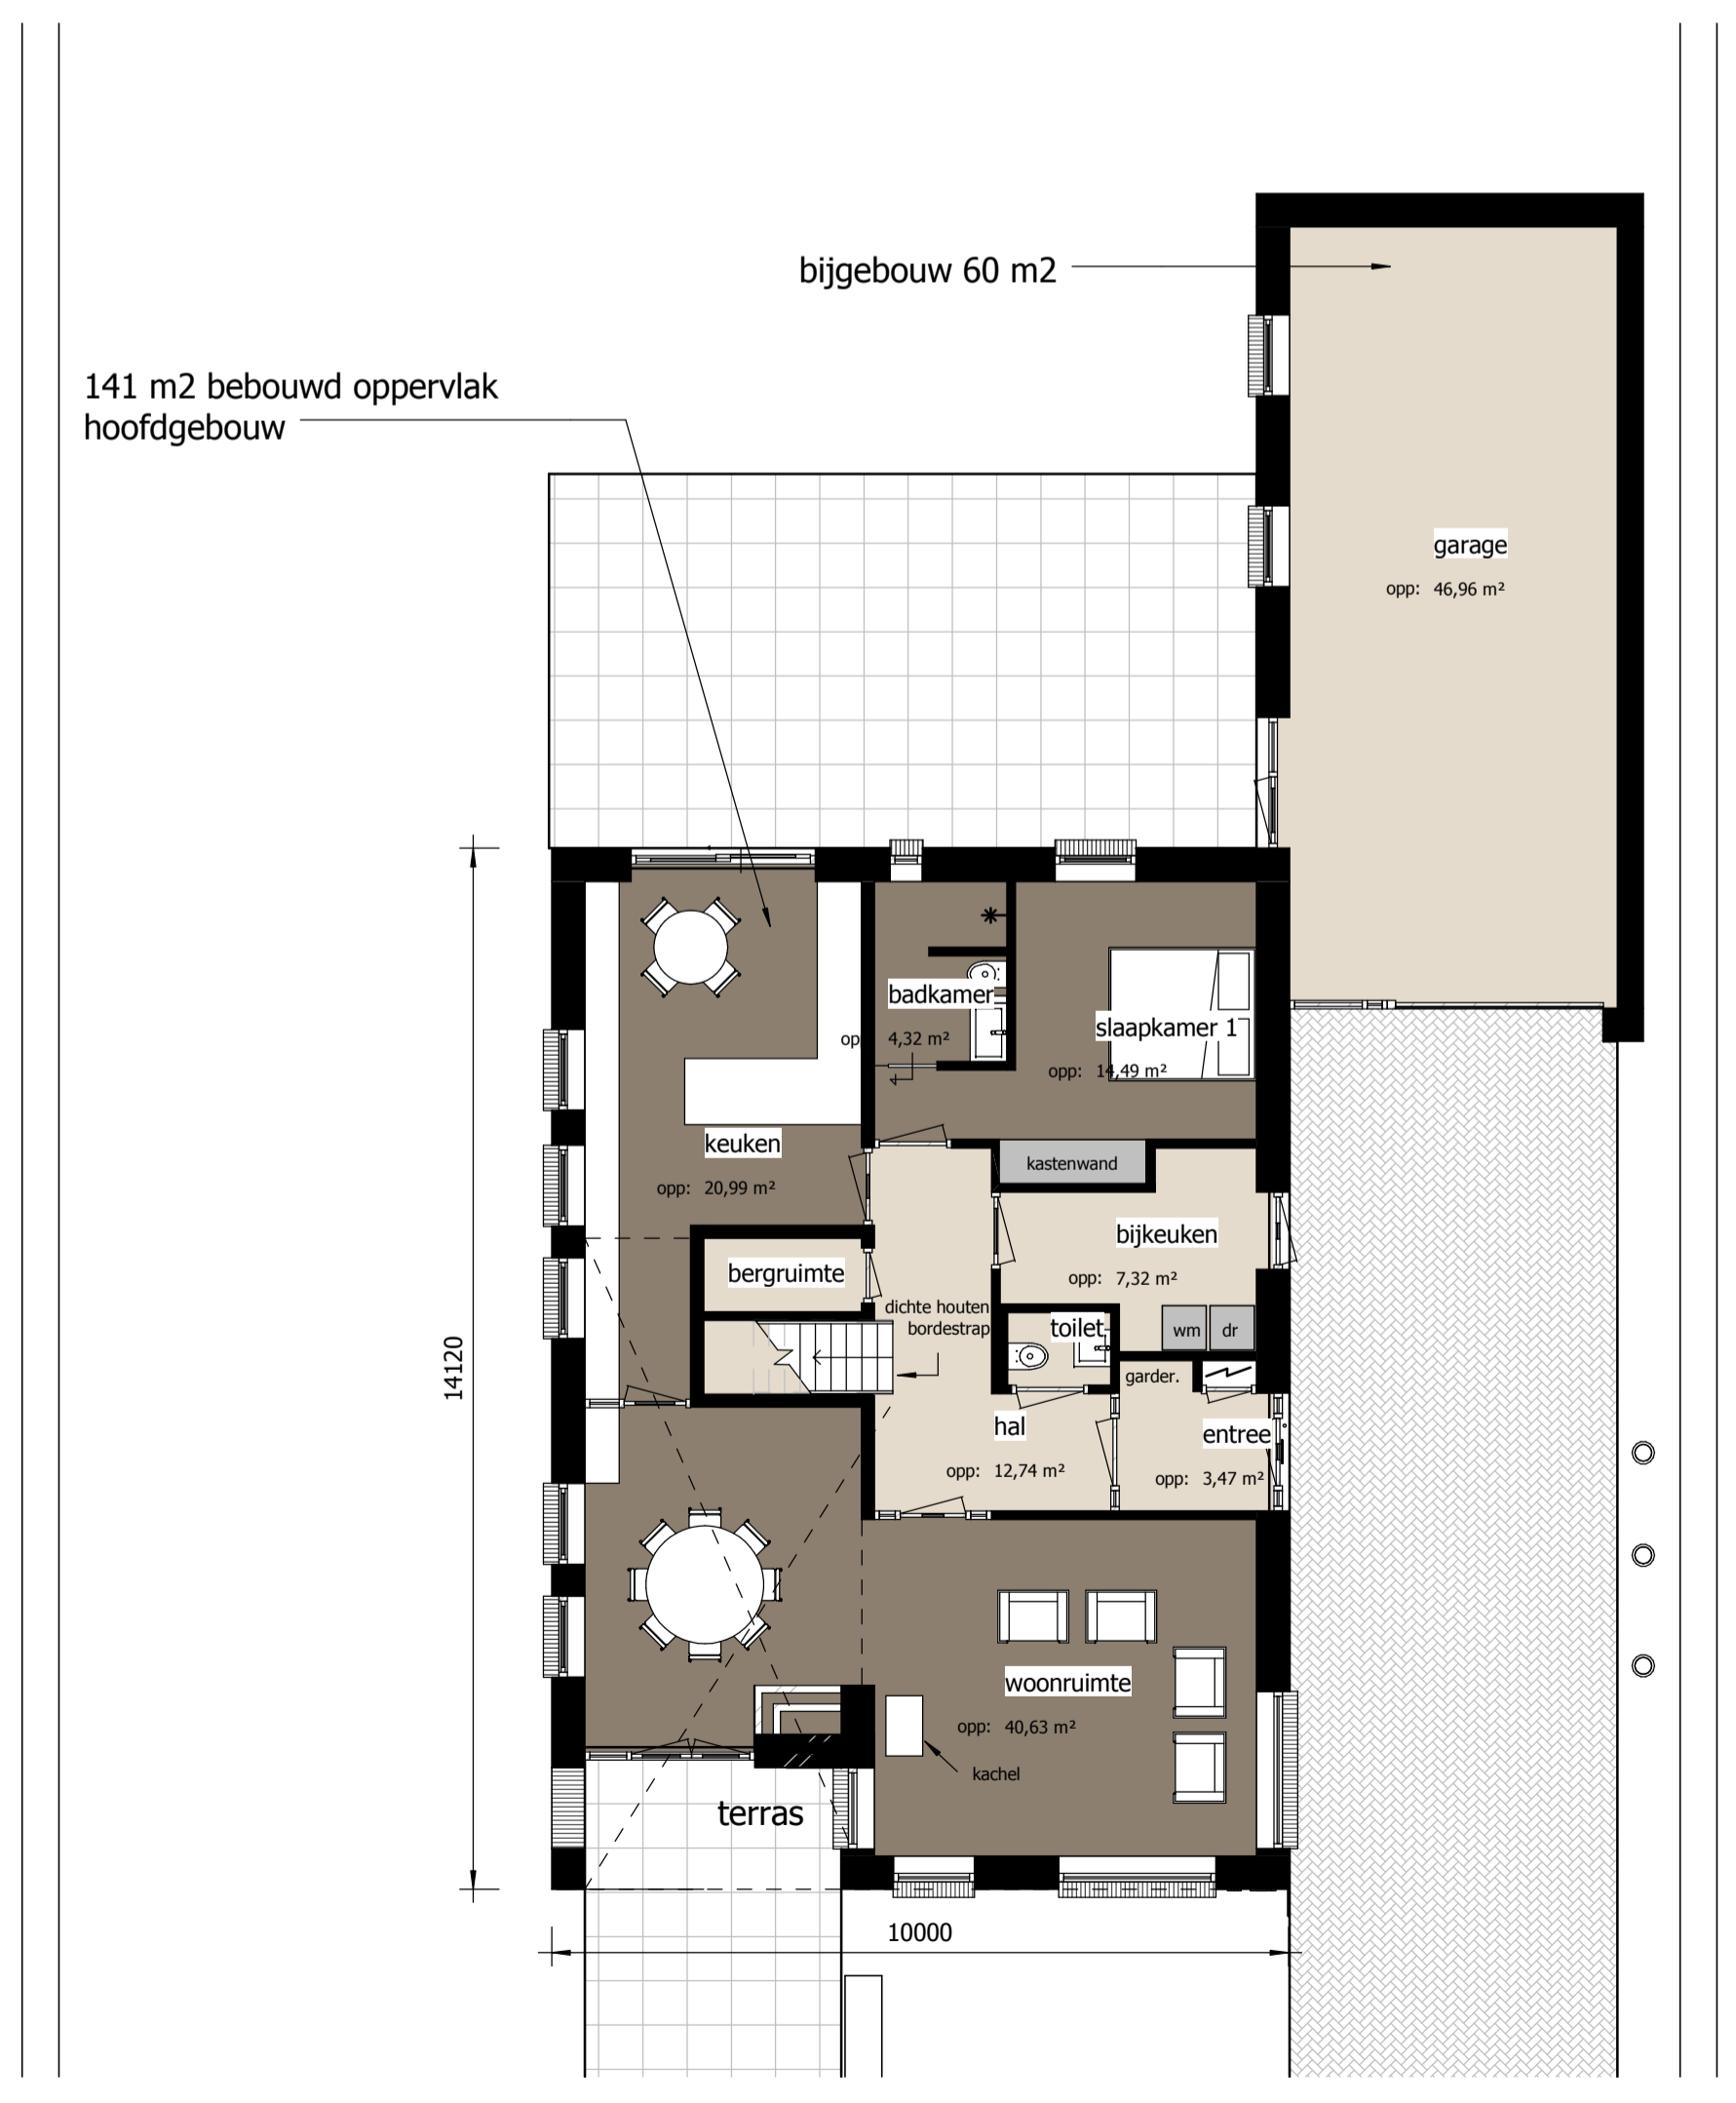 bijgebouw 60 m2
141 m2 bebouwd oppervlak
hoofdgebouw
garage
opp: 46,96 m²
badkamer
op 4,32 m²
slaapkamer 1
opp: 14,49 m²
keuken
opp: 20,99 m²
kastenwand
bijkeuken
opp: 7,32 m²
bergruimte
dichte houten
bordestrap
toilet
wm dr
14120
garder.
hal
opp: 12,74 m²
entree
opp: 3,47 m²
woonruimte
opp: 40,63 m²
kachel
terras
10000